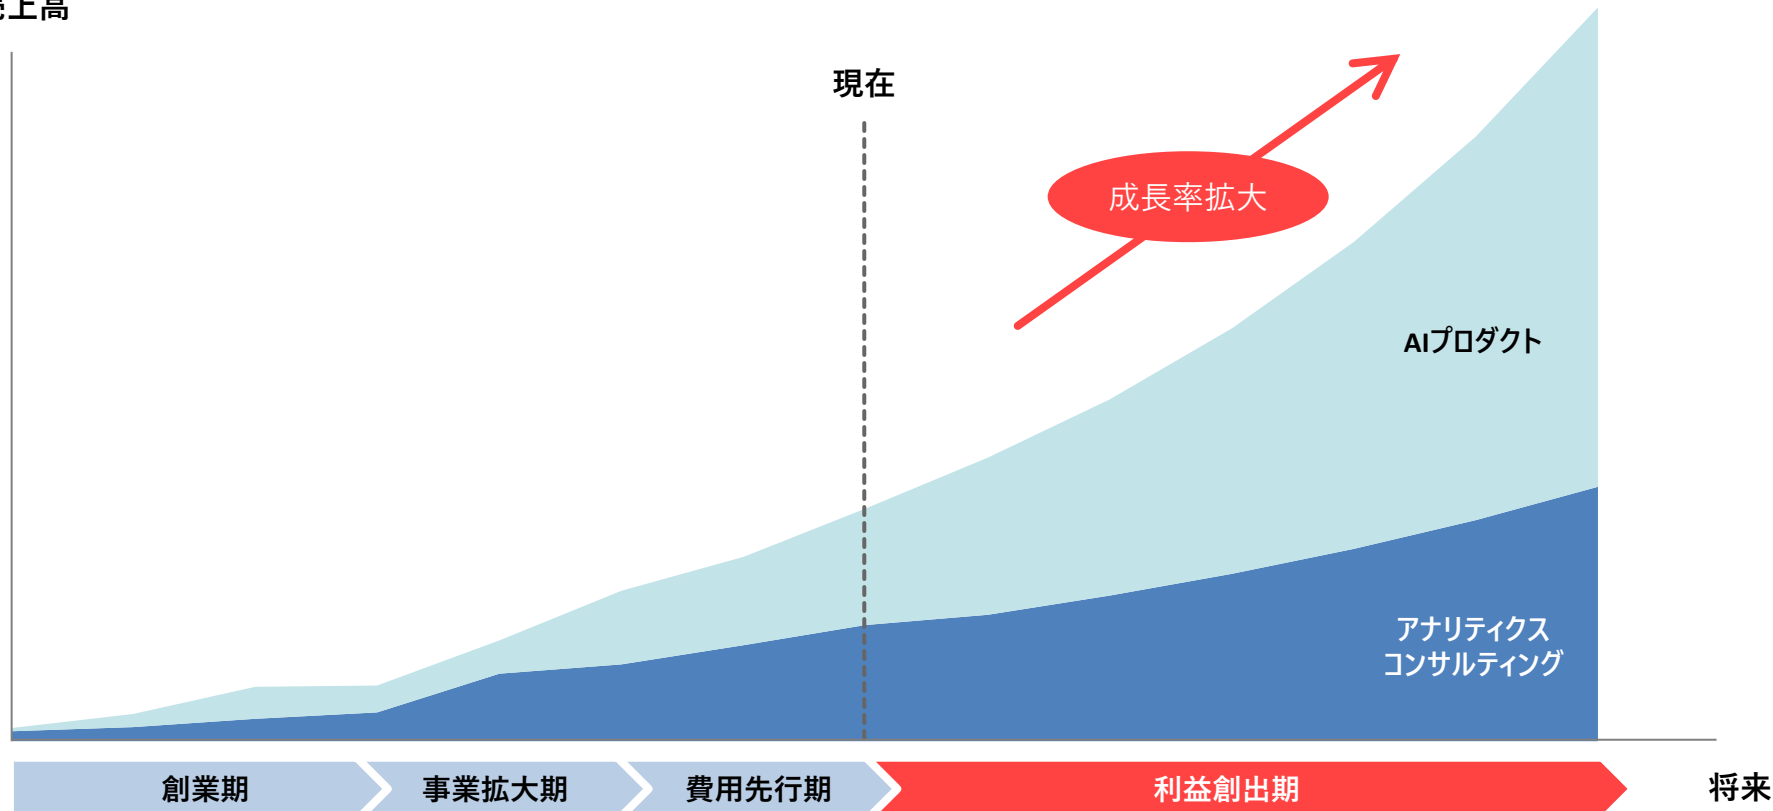 売上高
現在
成長率拡大
AIプロダクト
アナリティクス
コンサルティング
創業期
事業拡大期
費用先行期
利益創出期
将来